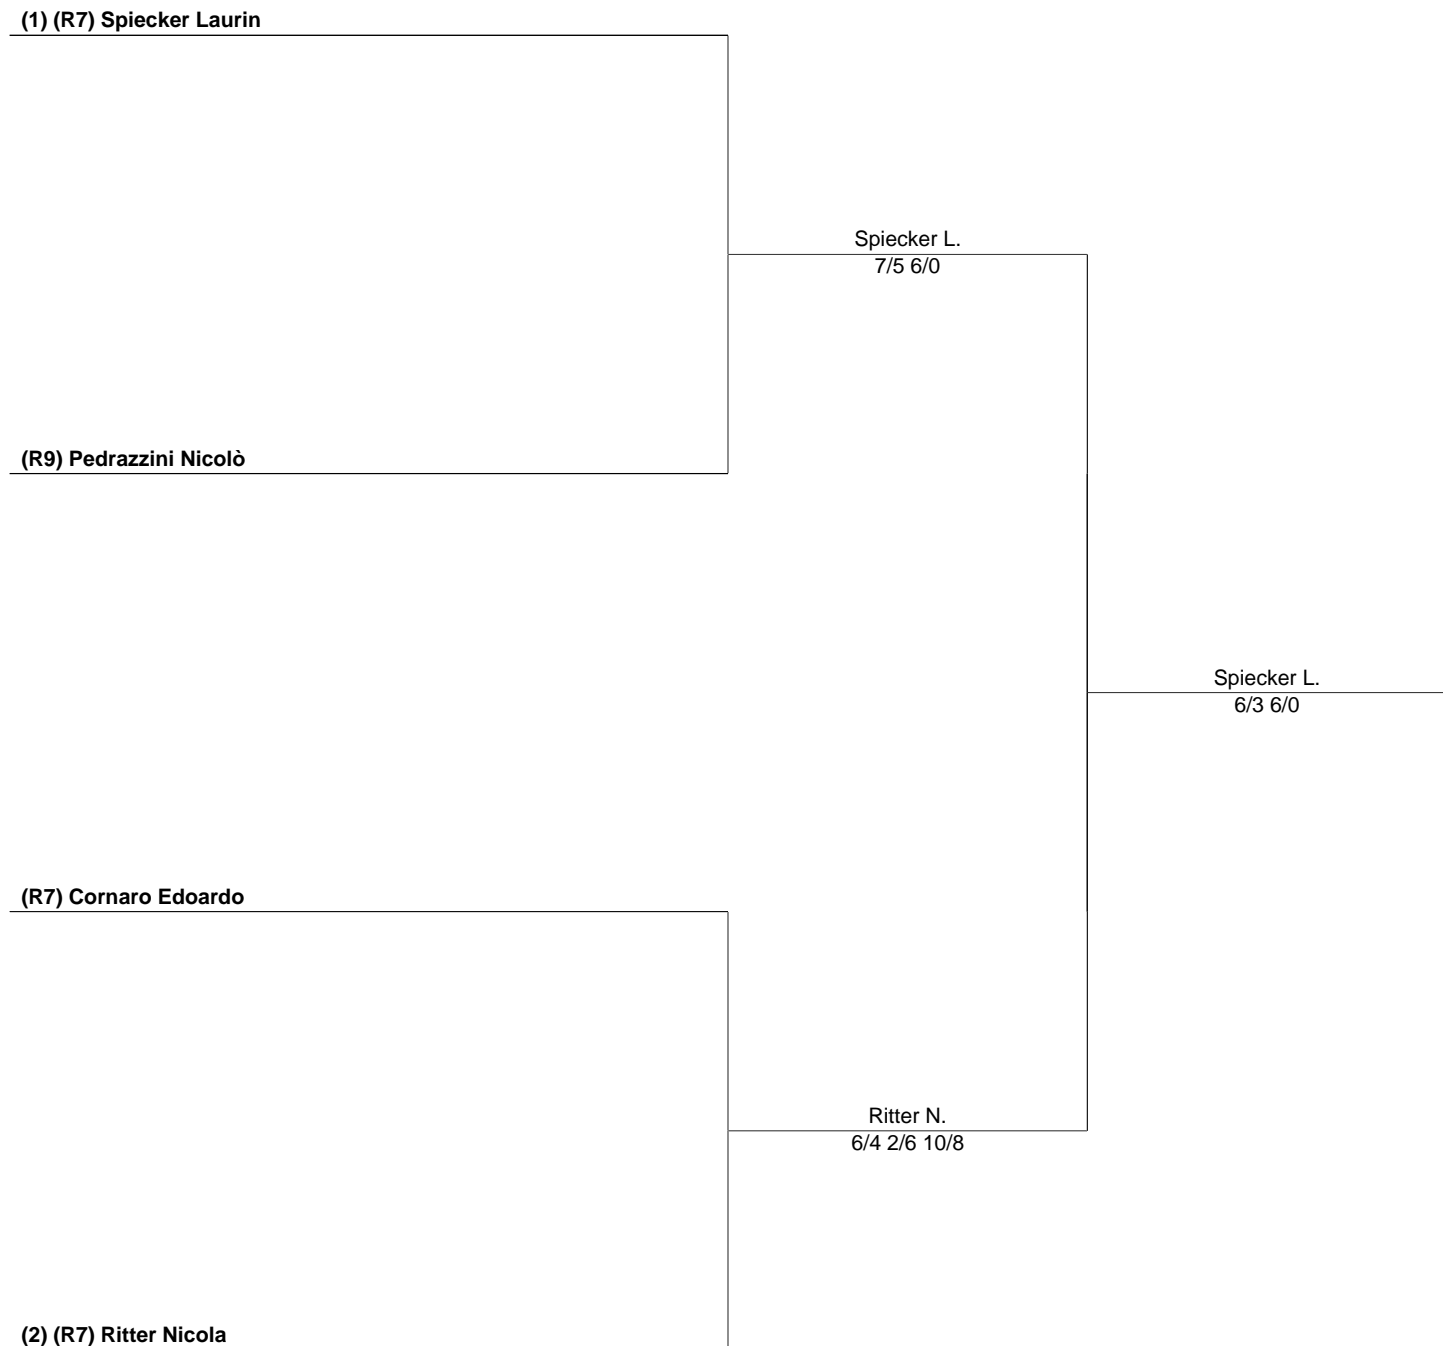 (1) (R7) Spiecker Laurin
Spiecker L.
7/5 6/0
(R9) Pedrazzini Nicolò
Spiecker L.
6/3 6/0
(R7) Cornaro Edoardo
Ritter N.
6/4 2/6 10/8
(2) (R7) Ritter Nicola